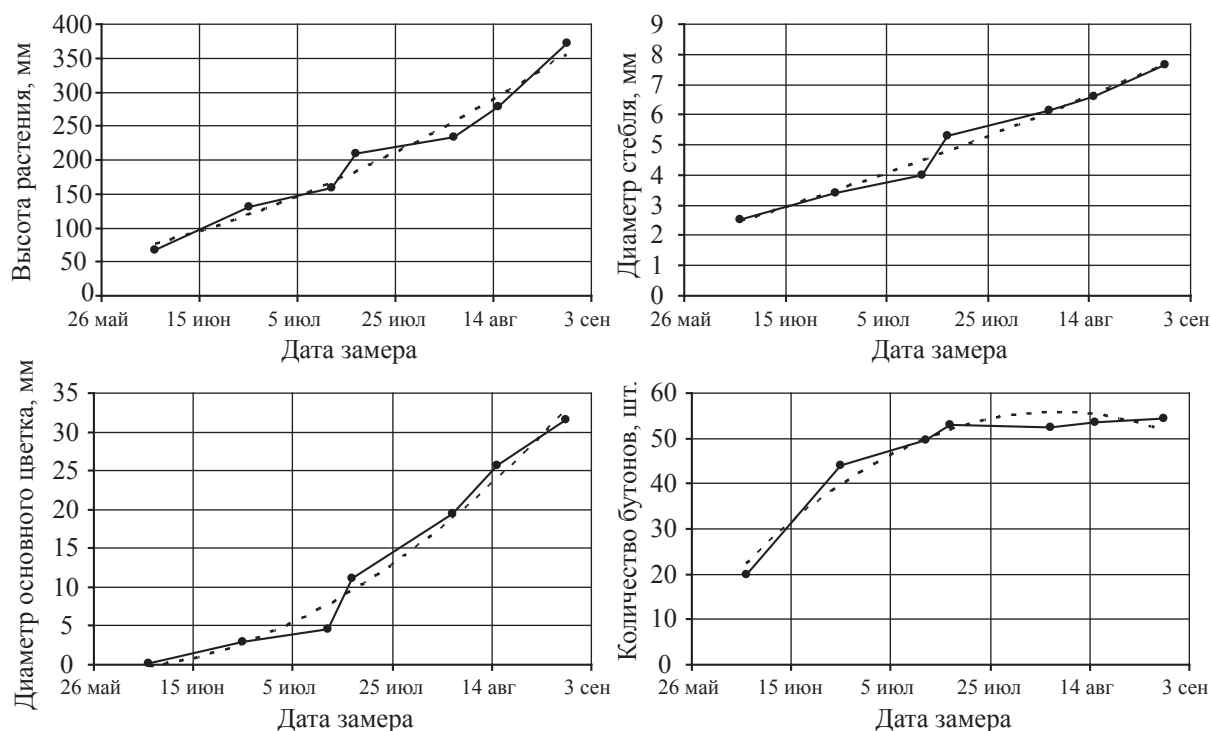 Высота растения, мм
400
350
300
250
200
150
100
50
0
26 май 15 июн 5 июл 25 июл 14 авг 3 сен
Дата замера
Диаметр стебля, мм
9
8
7
6
5
4
3
2
1
0
26 май 15 июн 5 июл 25 июл 14 авг 3 сен
Дата замера
Диаметр основного цветка, мм
35
30
25
20
15
10
5
0
26 май 15 июн 5 июл 25 июл 14 авг 3 сен
Дата замера
Количество бутонов, шт.
60
50
40
30
20
10
0
26 май 15 июн 5 июл 25 июл 14 авг 3 сен
Дата замера